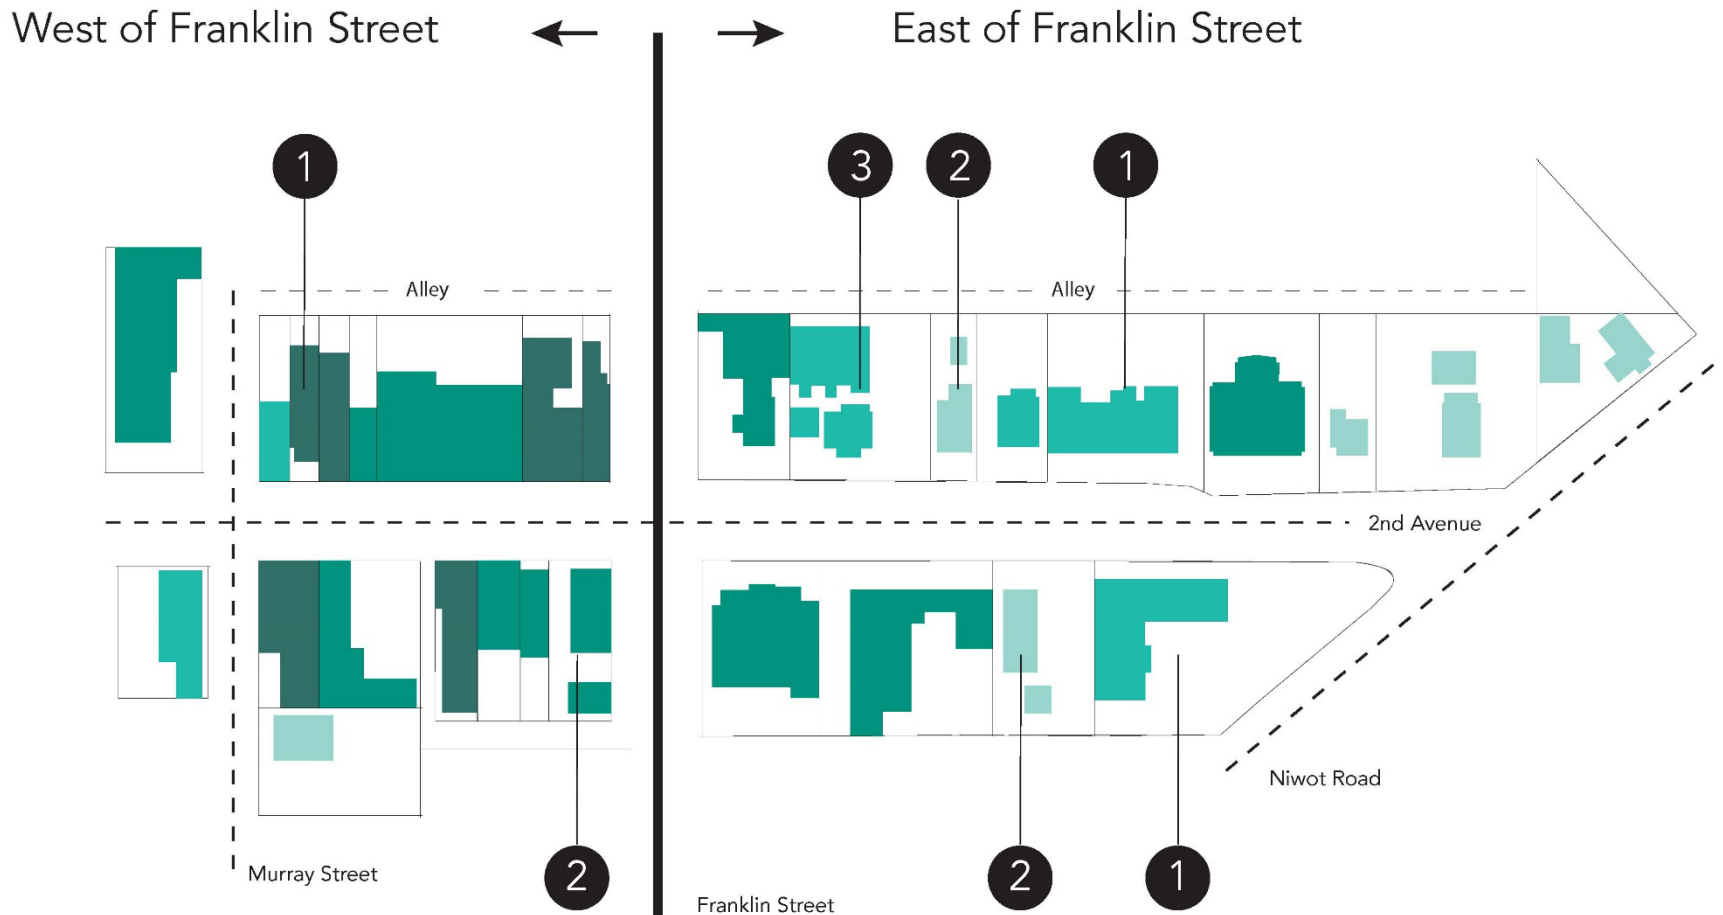 West of Franklin Street
East of Franklin Street
1
3
2
1
Alley
Alley
2nd Avenue
Niwot Road
Murray Street
2
2
1
Franklin Street